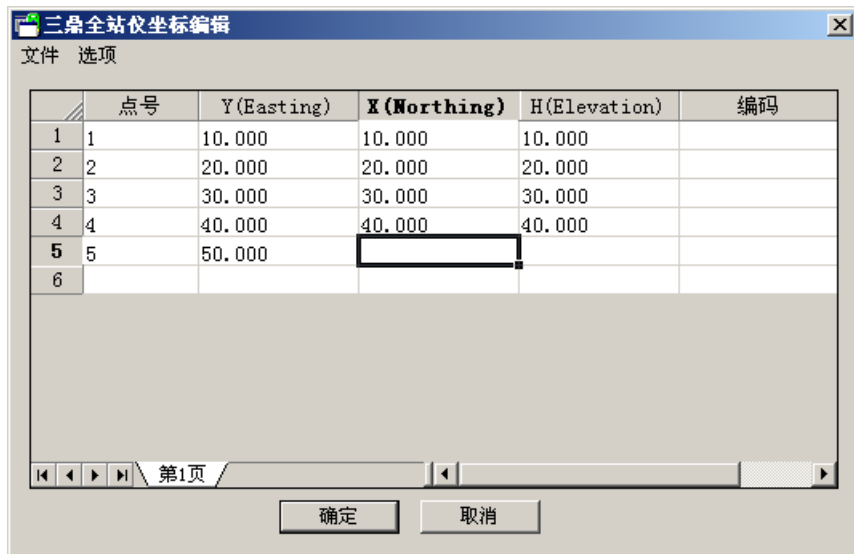 三鼎全站仪坐标编辑
文件 选项
点号 Y(Easting) X(Northing) H(Elevation) 编码
1 1 10.000 10.000 10.000
2 2 20.000 20.000 20.000
3 3 30.000 30.000 30.000
4 4 40.000 40.000 40.000
5 5 50.000
6
第1页
确定 取消